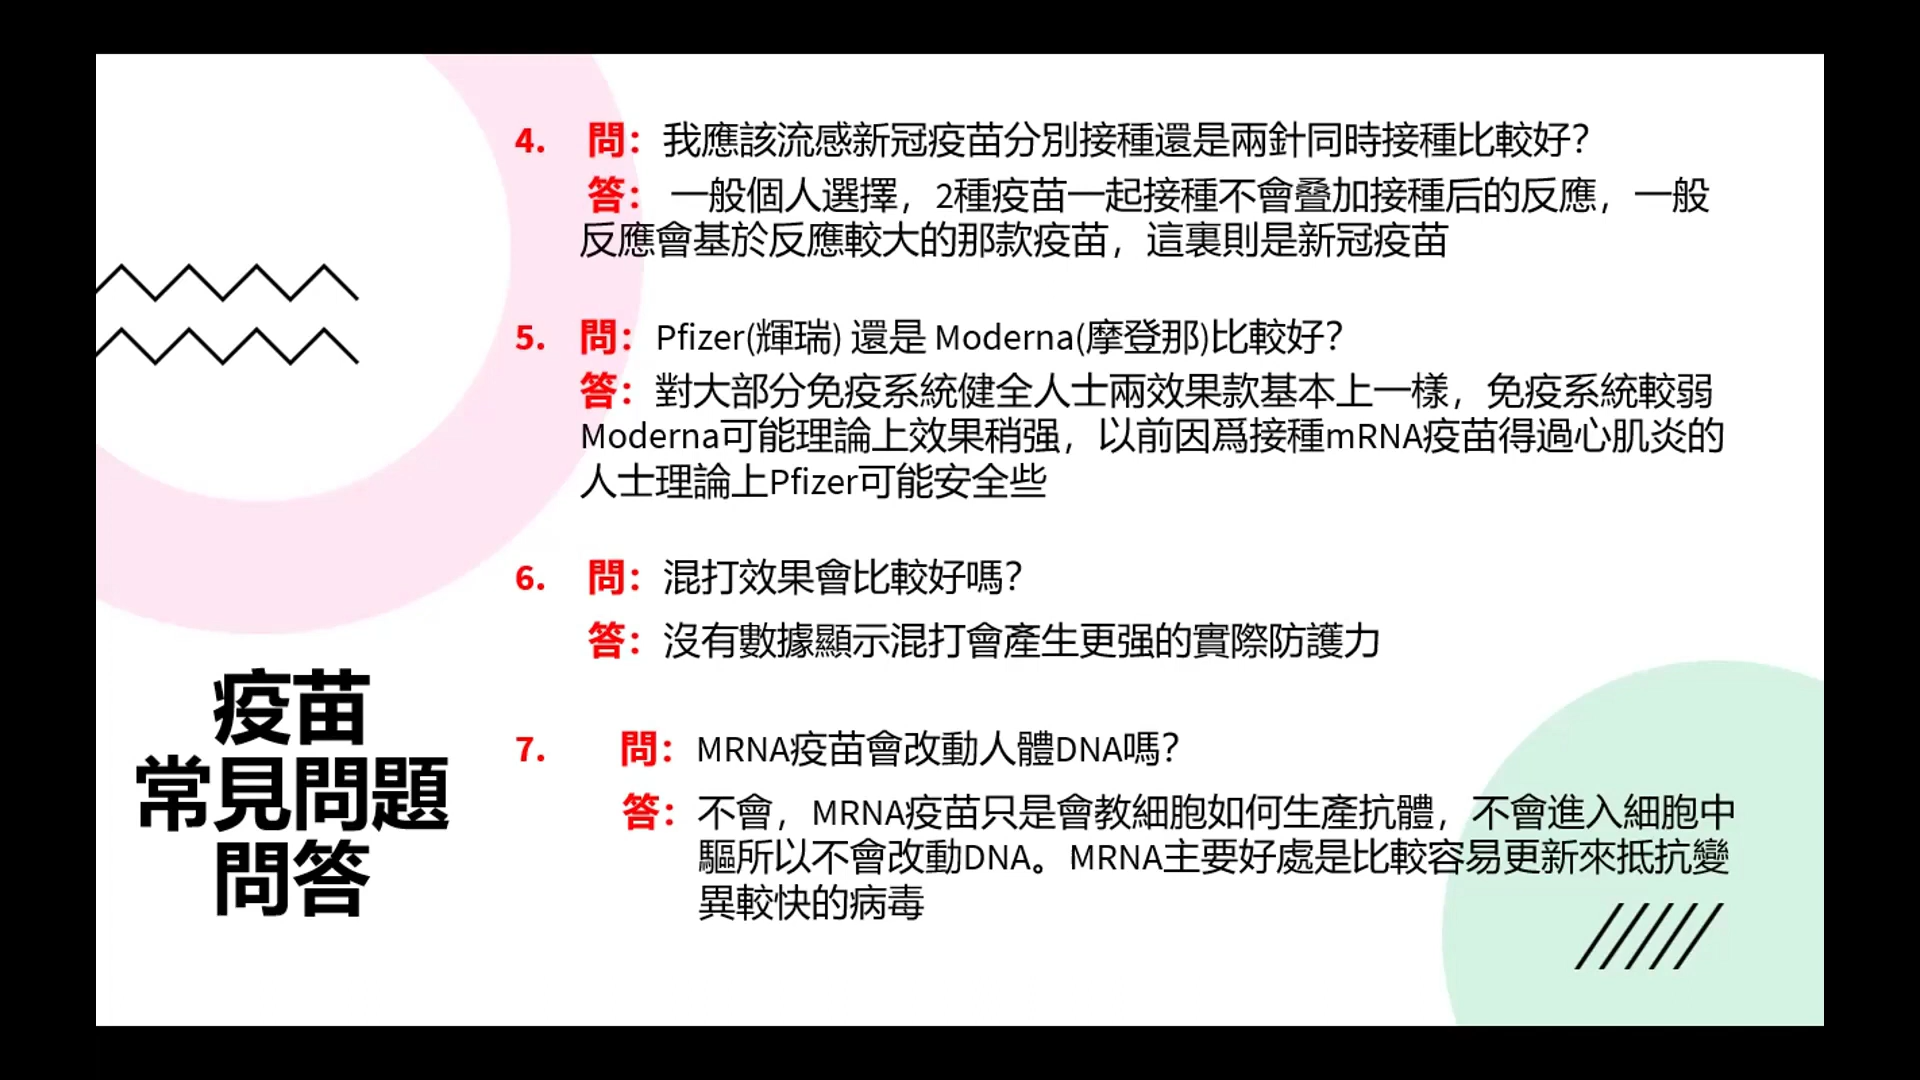 4. 問：我應該流感新冠疫苗分別接種還是兩針同時接種比較好？
答： 一般個人選擇，2種疫苗一起接種不會叠加接種后的反應，一般
反應會基於反應較大的那款疫苗，這裏則是新冠疫苗
5. 問：Pfizer(輝瑞) 還是 Moderna(摩登那)比較好？
答：對大部分免疫系統健全人士兩效果款基本上一樣，免疫系統較弱
Moderna可能理論上效果稍强，以前因爲接種mRNA疫苗得過心肌炎的
人士理論上Pfizer可能安全些
6. 問：混打效果會比較好嗎？
答：沒有數據顯示混打會產生更强的實際防護力
7. 問：MRNA疫苗會改動人體DNA嗎？
答：不會，MRNA疫苗只是會教細胞如何生產抗體，不會進入細胞中
驅所以不會改動DNA。MRNA主要好處是比較容易更新來抵抗變
異較快的病毒
疫苗
常見問題
問答